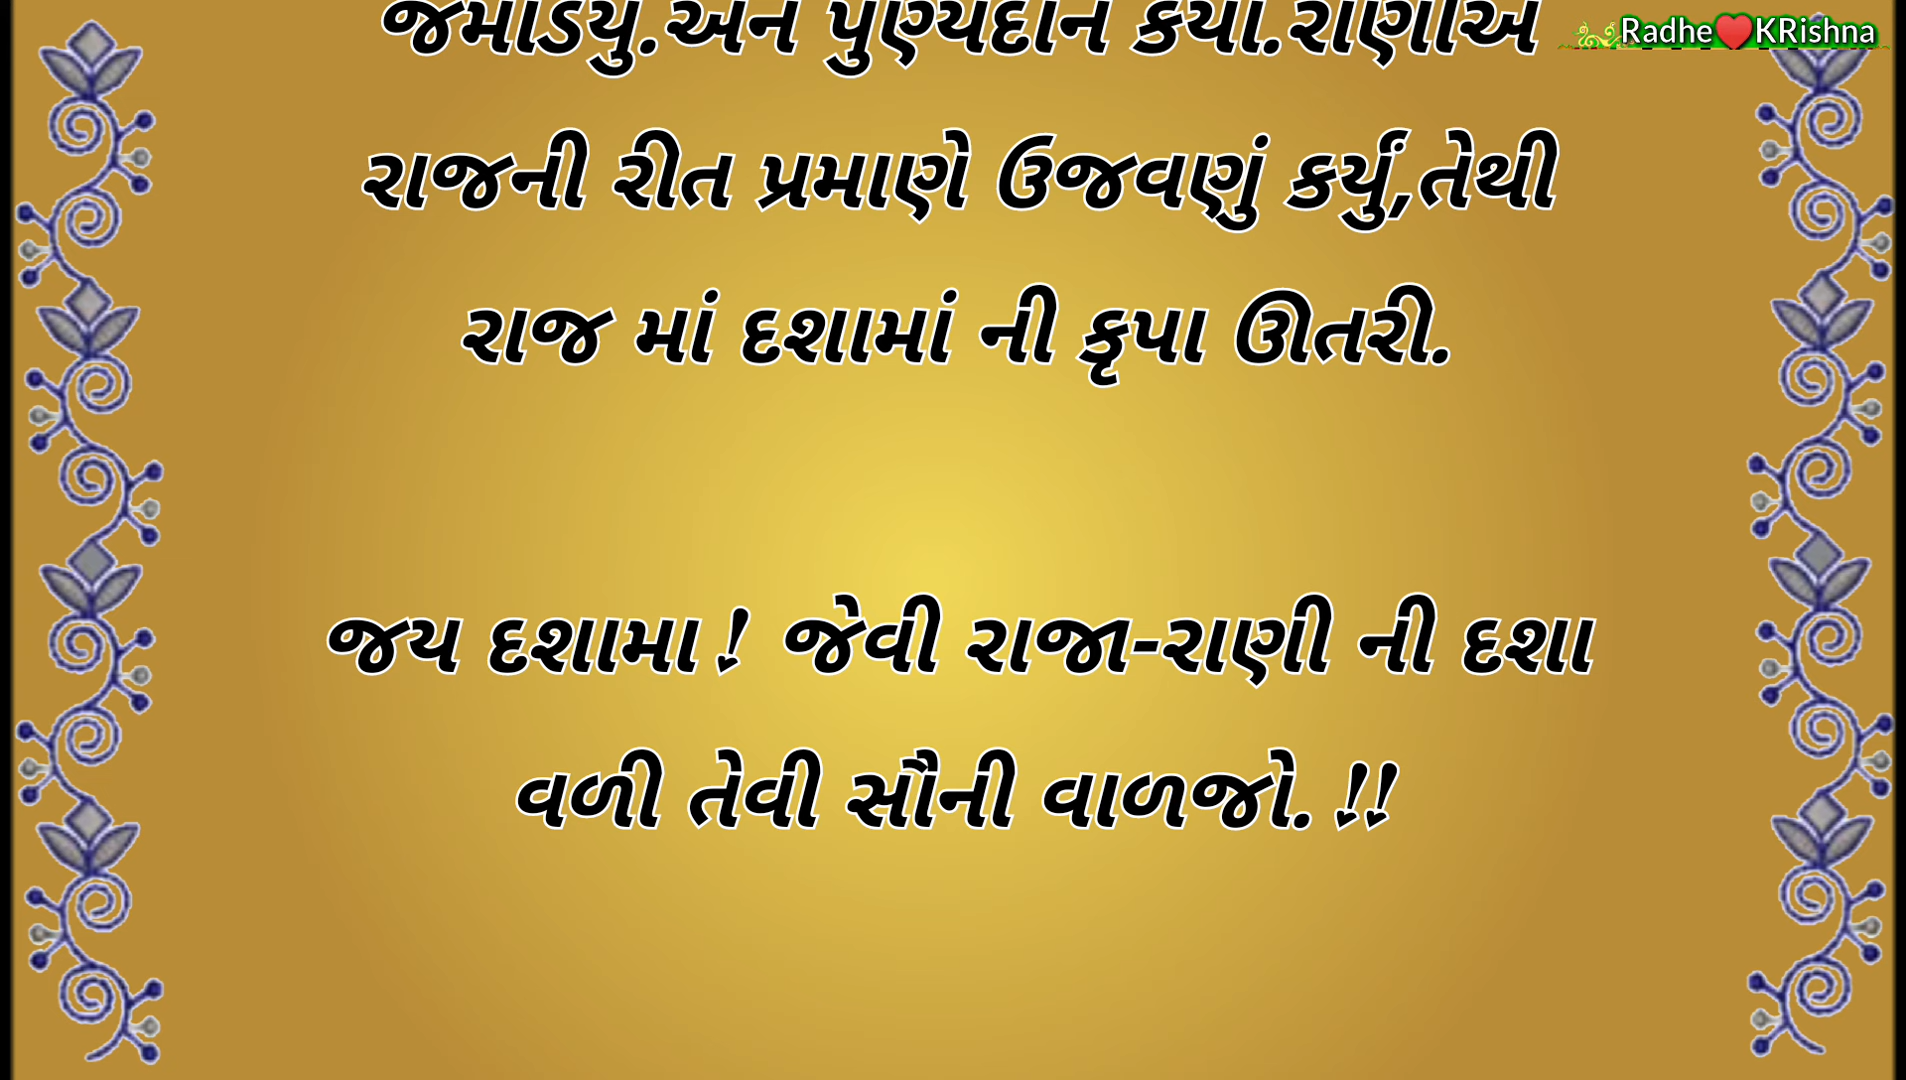 જમાડયુ.અને પુણ્યદાન કર્યા.રાણીએ
Radhe❤️KRishna
રાજની રીત પ્રમાણે ઉજવણું કર્યું,તેથી
રાજ માં દશામાં ની કૃપા ઊતરી.
જય દશામા ! જેવી રાજા-રાણી ની દશા
વળી તેવી સૌની વાળજો. !!